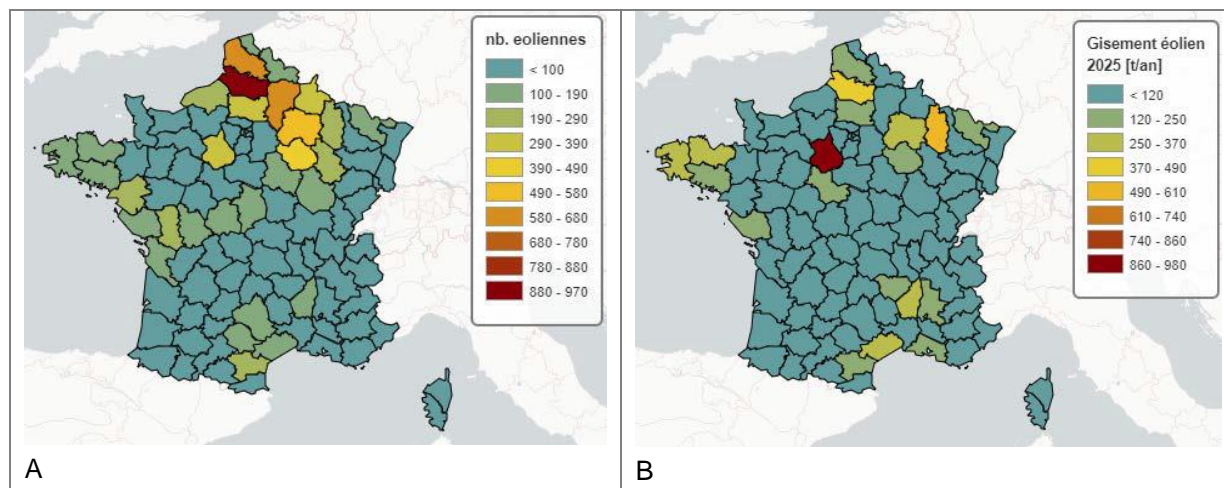 nb. eoliennes
< 100
100 - 190
190 - 290
290 - 390
390 - 490
490 - 580
580 - 680
680 - 780
780 - 880
880 - 970
A
Gisement éolien
2025 [t/an]
< 120
120 - 250
250 - 370
370 - 490
490 - 610
610 - 740
740 - 860
860 - 980
B